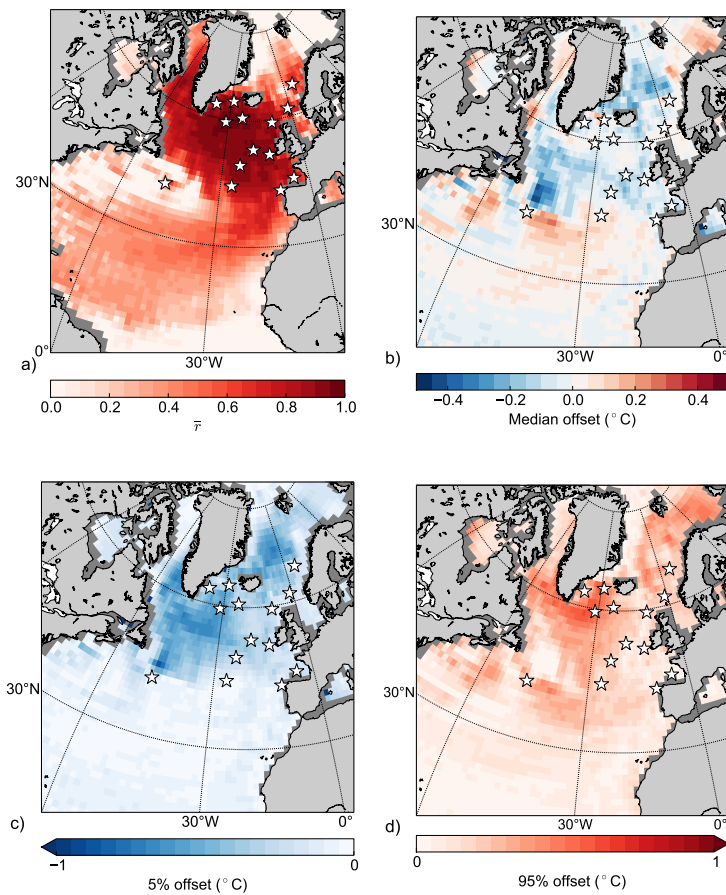 30°N
0°
30°W
a)
0.0 0.2 0.4 0.6 0.8 1.0
r̅
30°N
30°W
0°
b)
−0.4 −0.2 0.0 0.2 0.4
Median offset (°C)
30°N
30°W
0°
c)
−1 0
5% offset (°C)
30°N
30°W
0°
d)
0 1
95% offset (°C)